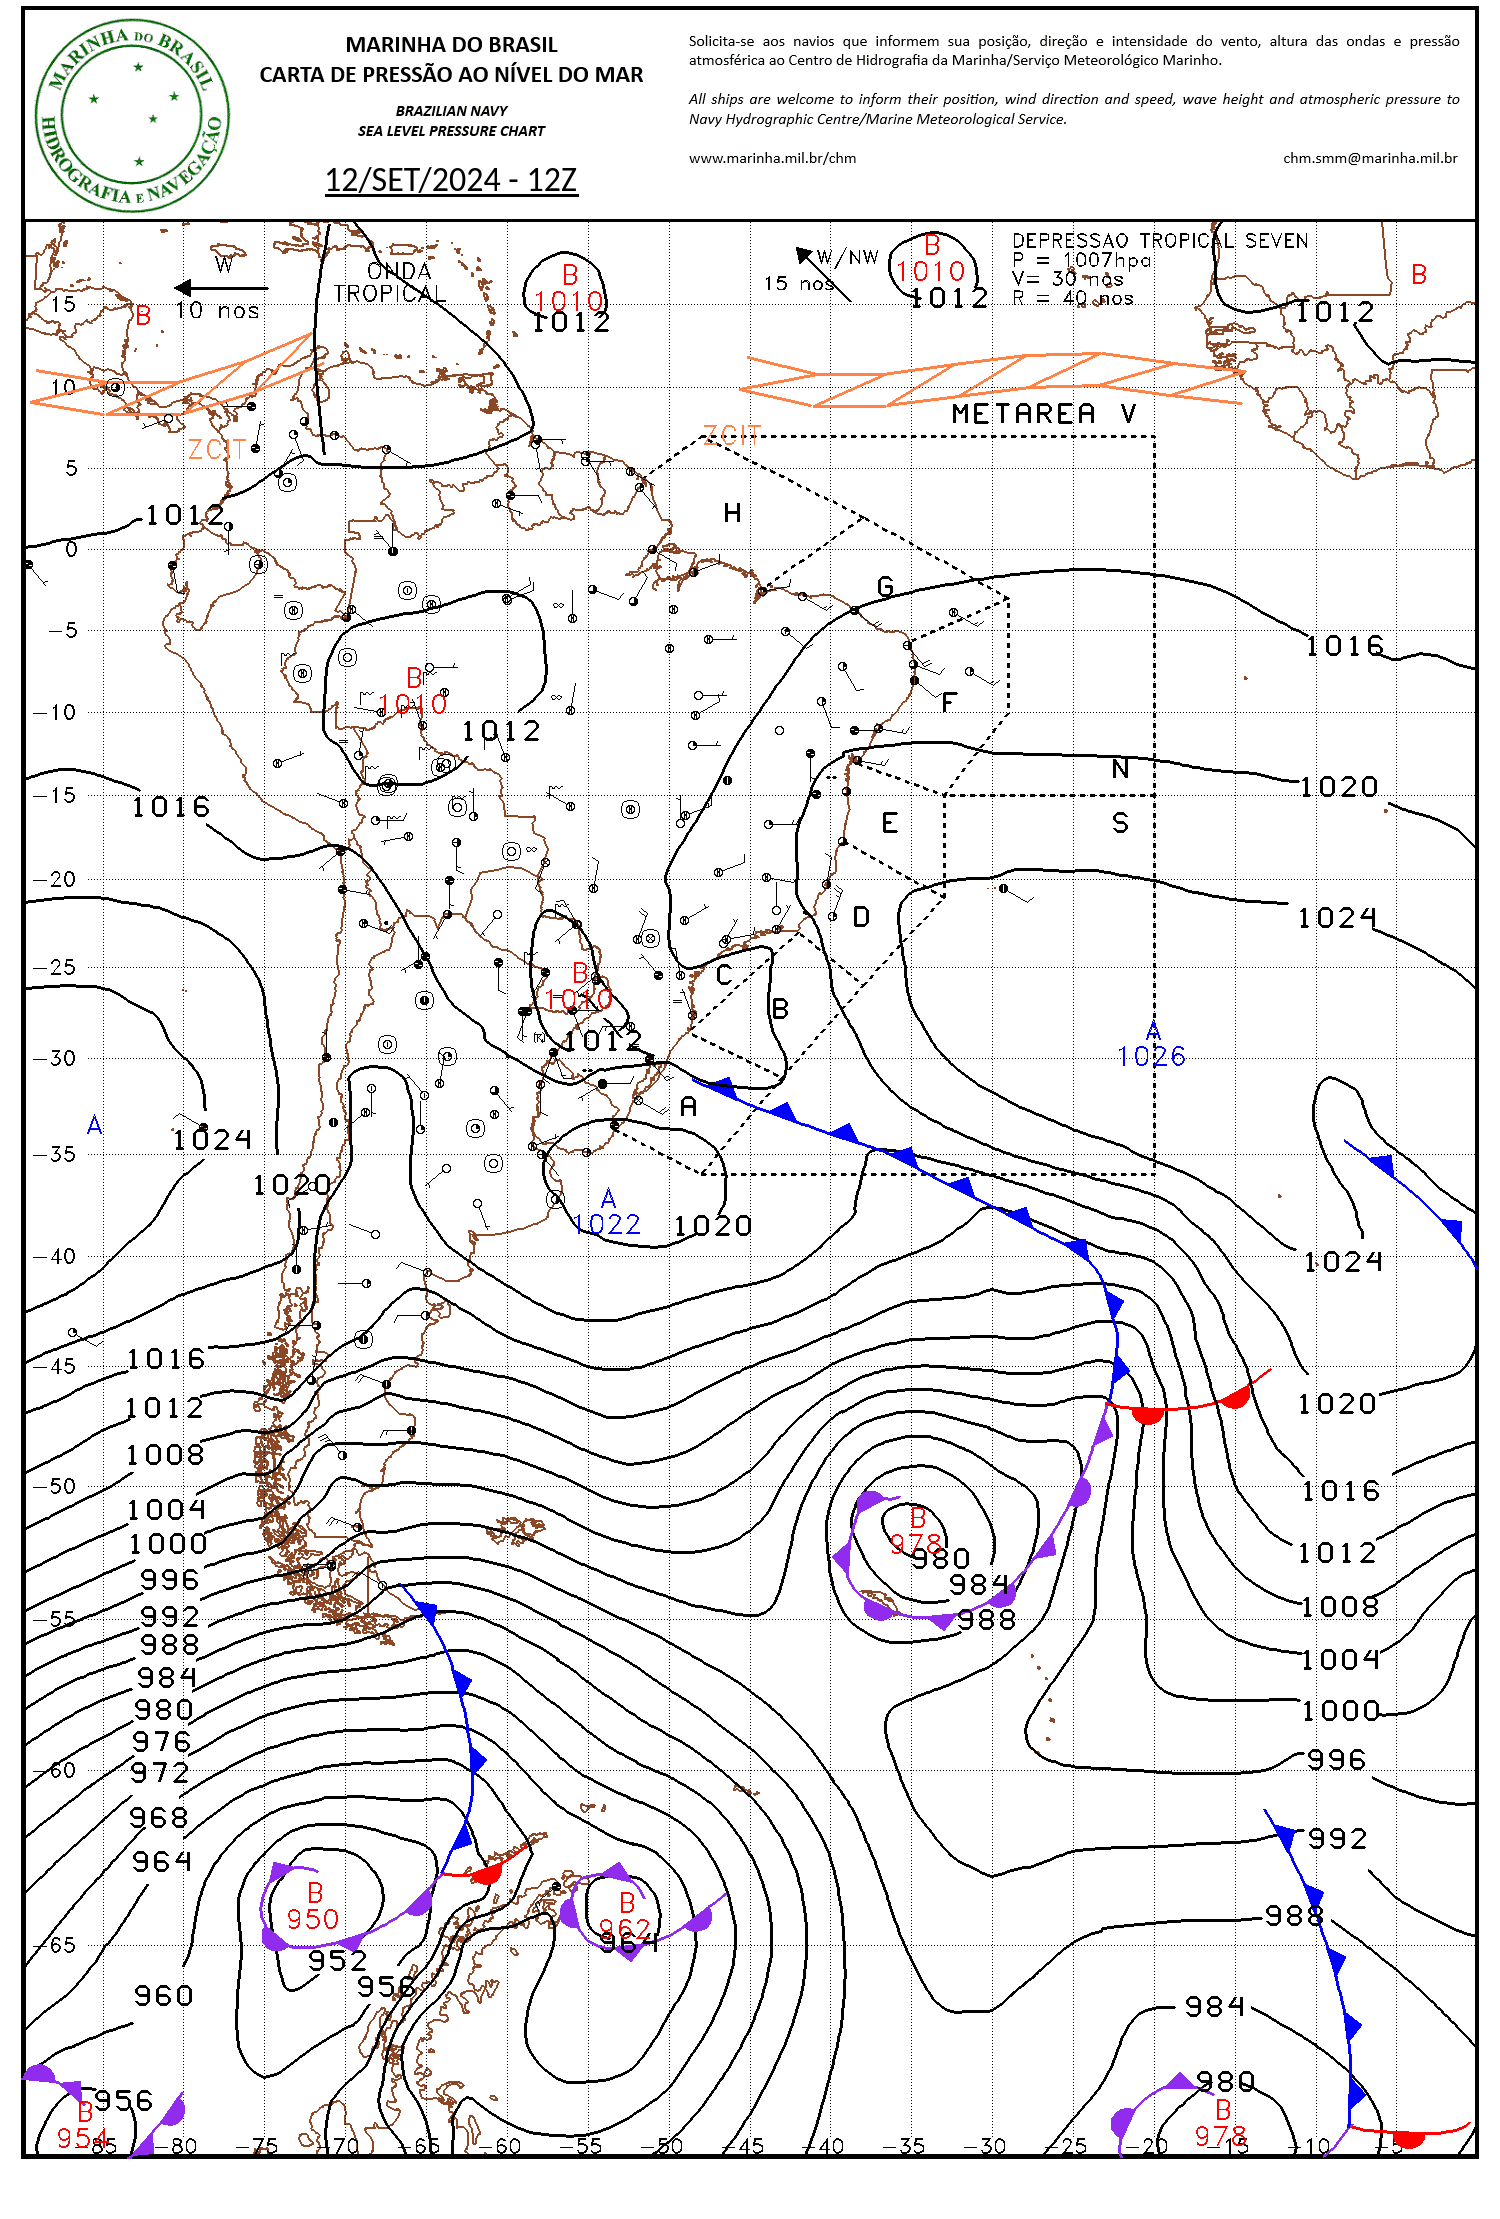 MARINHA DO BRASIL
HIDROGRAFIA E NAVEGAÇÃO
MARINHA DO BRASIL
CARTA DE PRESSÃO AO NÍVEL DO MAR
BRAZILIAN NAVY
SEA LEVEL PRESSURE CHART
12/SET/2024 - 12Z
Solicita-se aos navios que informem sua posição, direção e intensidade do vento, altura das ondas e pressão
atmosférica ao Centro de Hidrografia da Marinha/Serviço Meteorológico Marinho.
All ships are welcome to inform their position, wind direction and speed, wave height and atmospheric pressure to
Navy Hydrographic Centre/Marine Meteorological Service.
www.marinha.mil.br/chm
chm.smm@marinha.mil.br
W
10 nos
ONDA
TROPICAL
B
1010
1012
W/NW
15 nos
B
1010
1012
DEPRESSAO TROPICAL SEVEN
P = 1007hpa
V= 30 nos
R = 40 nos
B
1012
15
B
10
METAREA V
ZCIT
ZCIT
5
H
1012
0
G
-5
1016
B
1010
F
-10
1012
N
1020
-15
1016
E
S
-20
D
1024
-25
B
1010
C
B
1012
A
1026
-30
A
A
1024
-35
1020
A
1022
1020
-40
1024
-45
1016
1012
1020
1008
-50
1016
1004
B
978
980
1000
1012
996
984
1008
-55
992
988
988
1004
984
980
1000
976
996
-60
972
968
992
964
B
950
B
962
964
988
-65
952
956
960
984
980
956
B
954
B
978
-85
-80
-75
-70
-65
-60
-55
-50
-45
-40
-35
-30
-25
-20
-15
-10
-5